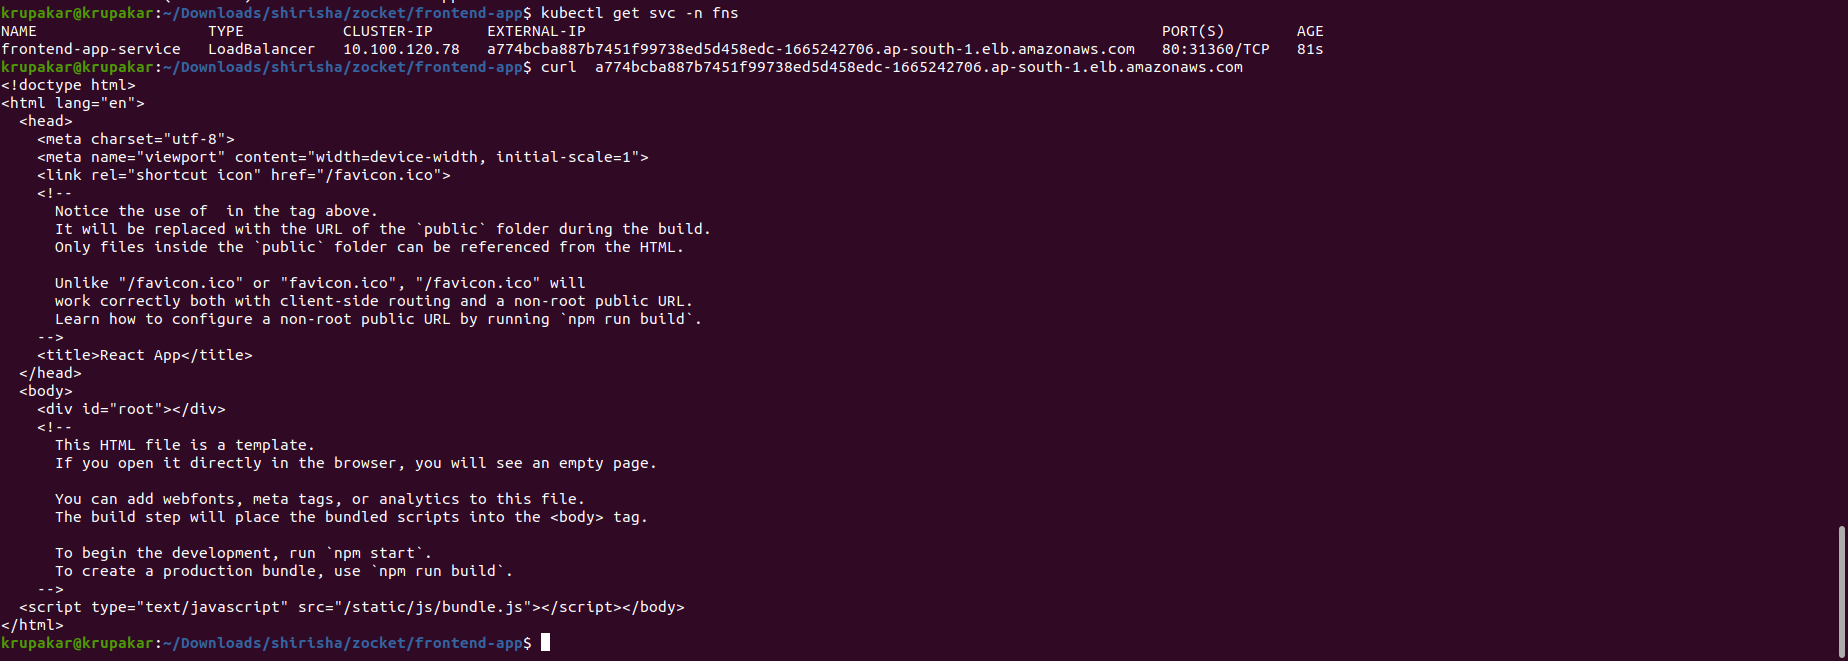 krupakar@krupakar:~/Downloads/shirisha/zocket/frontend-app$ kubectl get svc -n fns
NAME                   TYPE           CLUSTER-IP      EXTERNAL-IP                                                                PORT(S)        AGE
frontend-app-service   LoadBalancer   10.100.120.78   a774bcba887b7451f99738ed5d458edc-1665242706.ap-south-1.elb.amazonaws.com   80:31360/TCP   81s
krupakar@krupakar:~/Downloads/shirisha/zocket/frontend-app$ curl  a774bcba887b7451f99738ed5d458edc-1665242706.ap-south-1.elb.amazonaws.com
<!doctype html>
<html lang="en">
  <head>
    <meta charset="utf-8">
    <meta name="viewport" content="width=device-width, initial-scale=1">
    <link rel="shortcut icon" href="/favicon.ico">
    <!--
      Notice the use of  in the tag above.
      It will be replaced with the URL of the `public` folder during the build.
      Only files inside the `public` folder can be referenced from the HTML.

      Unlike "/favicon.ico" or "favicon.ico", "/favicon.ico" will
      work correctly both with client-side routing and a non-root public URL.
      Learn how to configure a non-root public URL by running `npm run build`.
    -->
    <title>React App</title>
  </head>
  <body>
    <div id="root"></div>
    <!--
      This HTML file is a template.
      If you open it directly in the browser, you will see an empty page.

      You can add webfonts, meta tags, or analytics to this file.
      The build step will place the bundled scripts into the <body> tag.

      To begin the development, run `npm start`.
      To create a production bundle, use `npm run build`.
    -->
  <script type="text/javascript" src="/static/js/bundle.js"></script></body>
</html>
krupakar@krupakar:~/Downloads/shirisha/zocket/frontend-app$